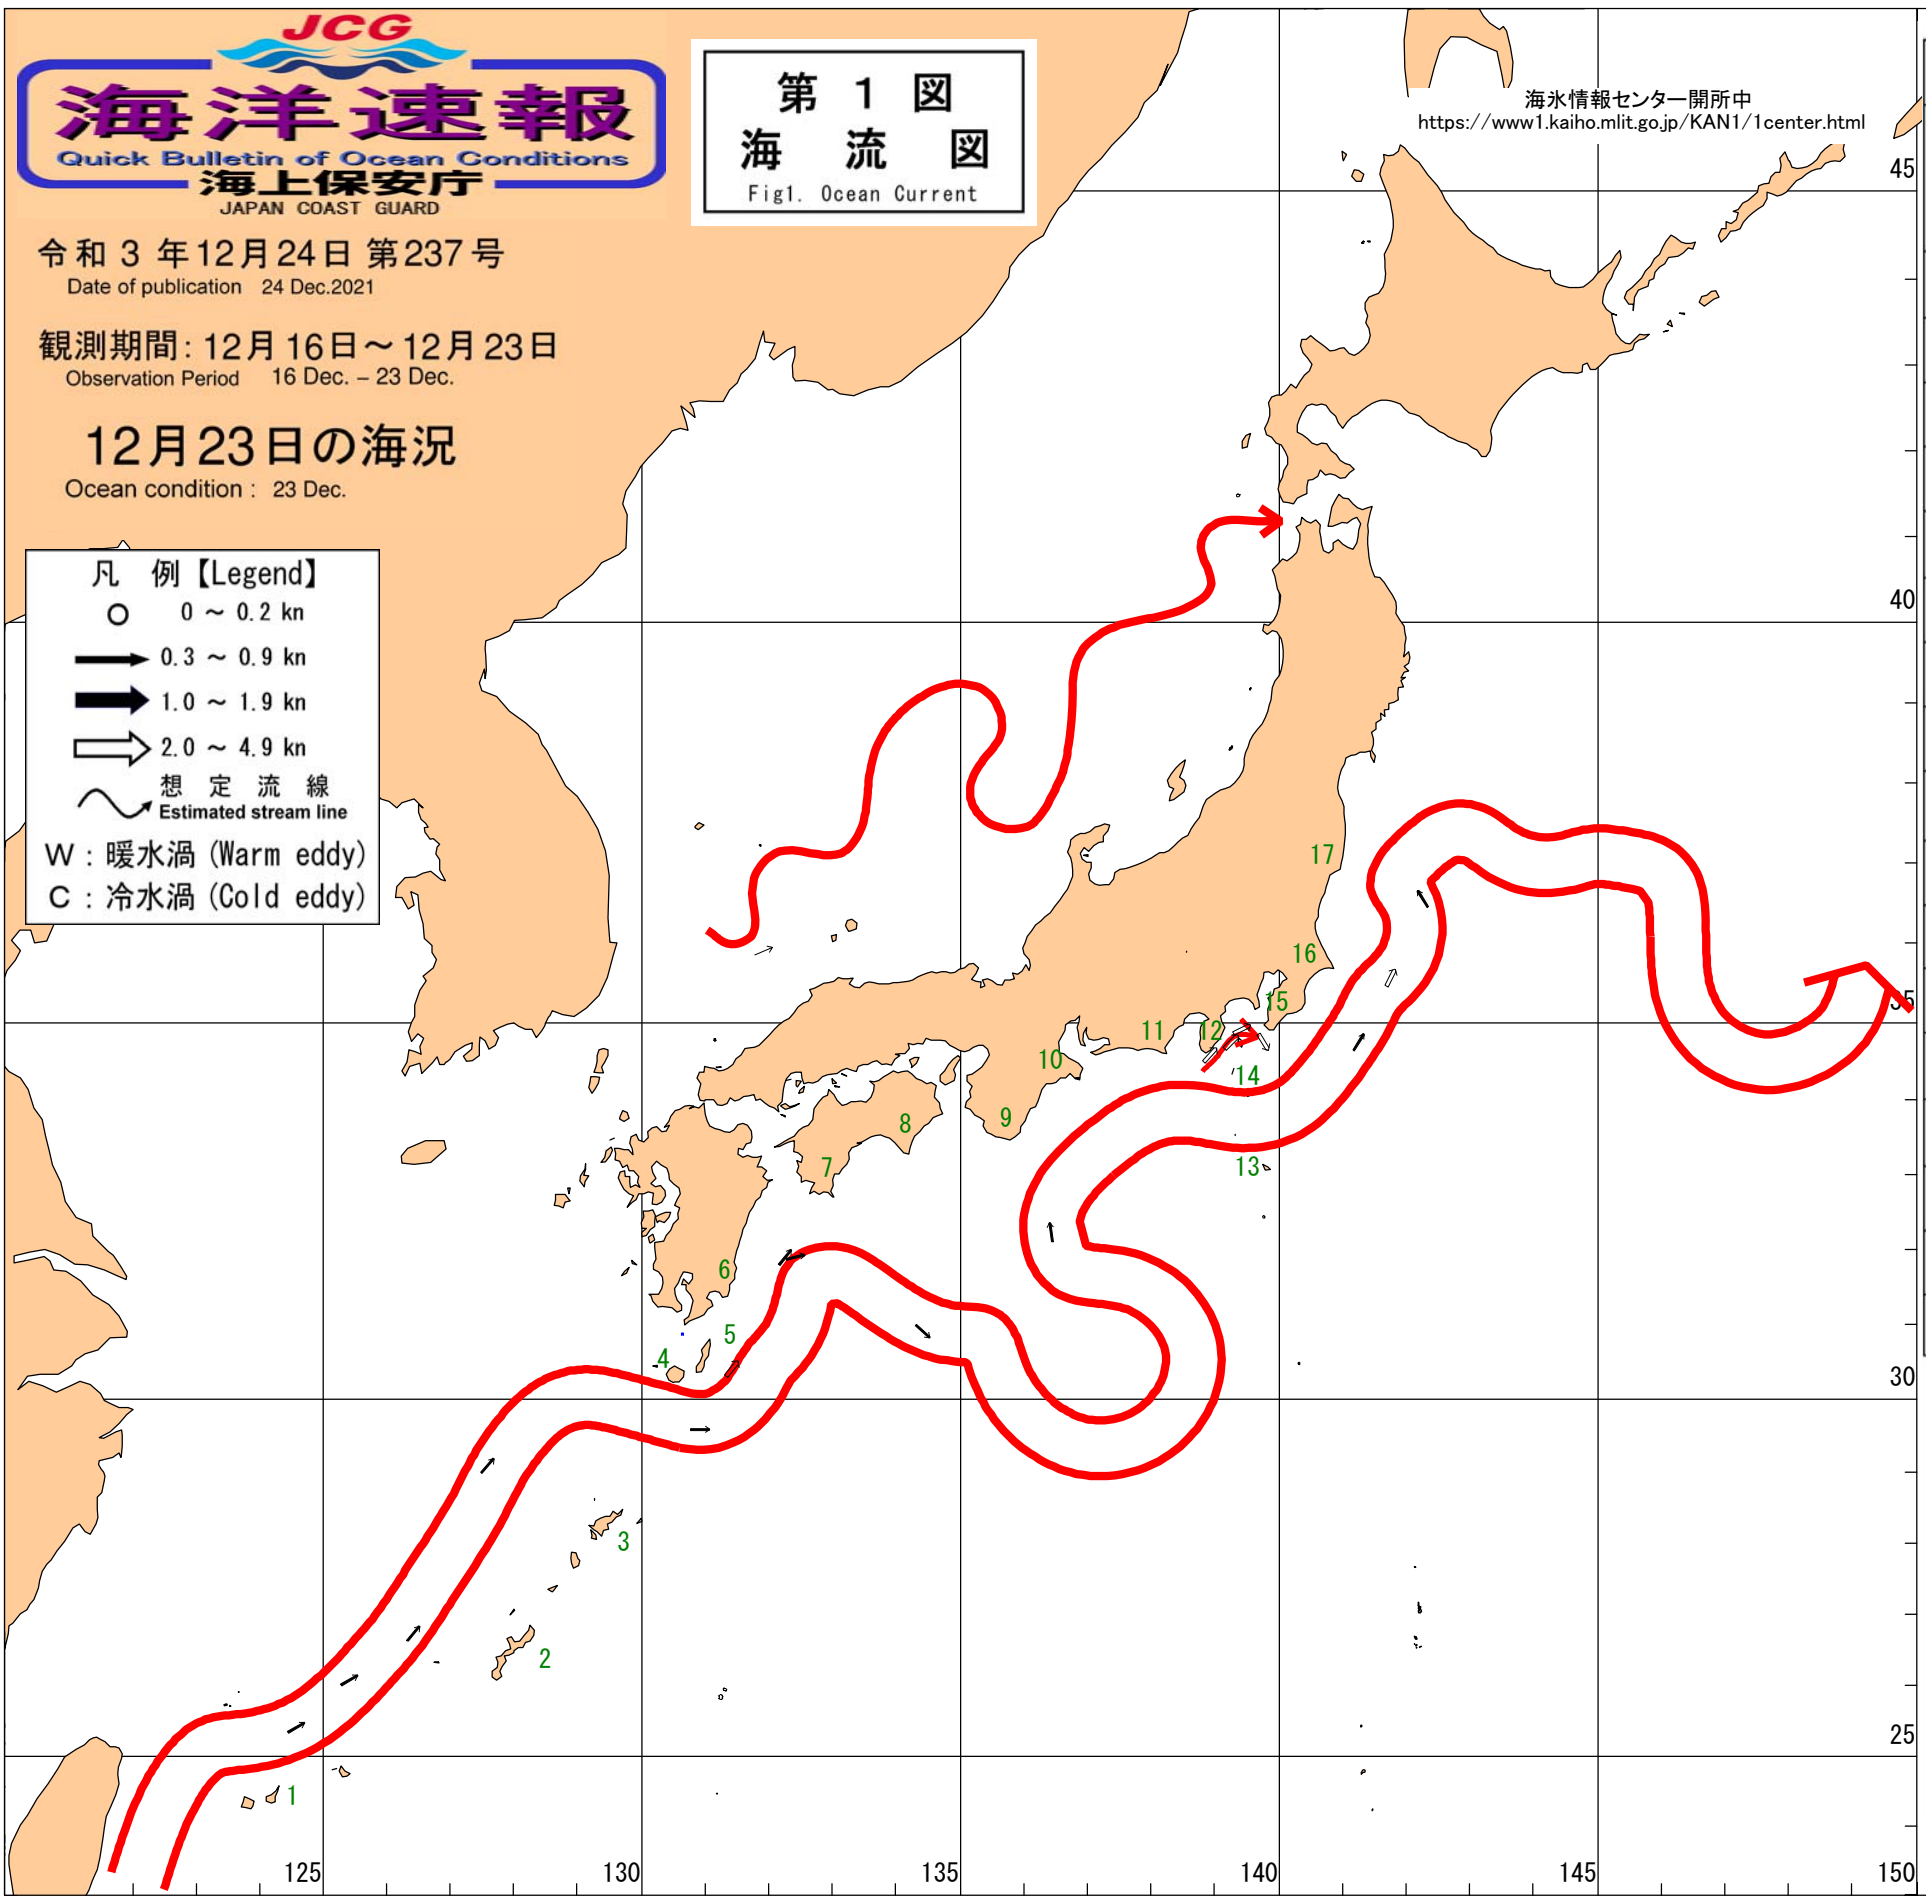 JCG
海洋速報
Quick Bulletin of Ocean Conditions
海上保安庁
JAPAN COAST GUARD
第 1 図
海 流 図
Fig1. Ocean Current
海氷情報センター開所中
https://www1.kaiho.mlit.go.jp/KAN1/1center.html
令和 3 年12月24日 第237号
Date of publication 24 Dec.2021
観測期間: 12月16日～12月23日
Observation Period 16 Dec. – 23 Dec.
12月23日の海況
Ocean condition : 23 Dec.
凡 例【Legend】
0 ～ 0.2 kn
0.3 ～ 0.9 kn
1.0 ～ 1.9 kn
2.0 ～ 4.9 kn
想 定 流 線
Estimated stream line
W : 暖水渦 (Warm eddy)
C : 冷水渦 (Cold eddy)
45
40
35
30
25
17
16
15
14
13
12
11
10
9
8
7
6
5
4
3
2
1
125
130
135
140
145
150